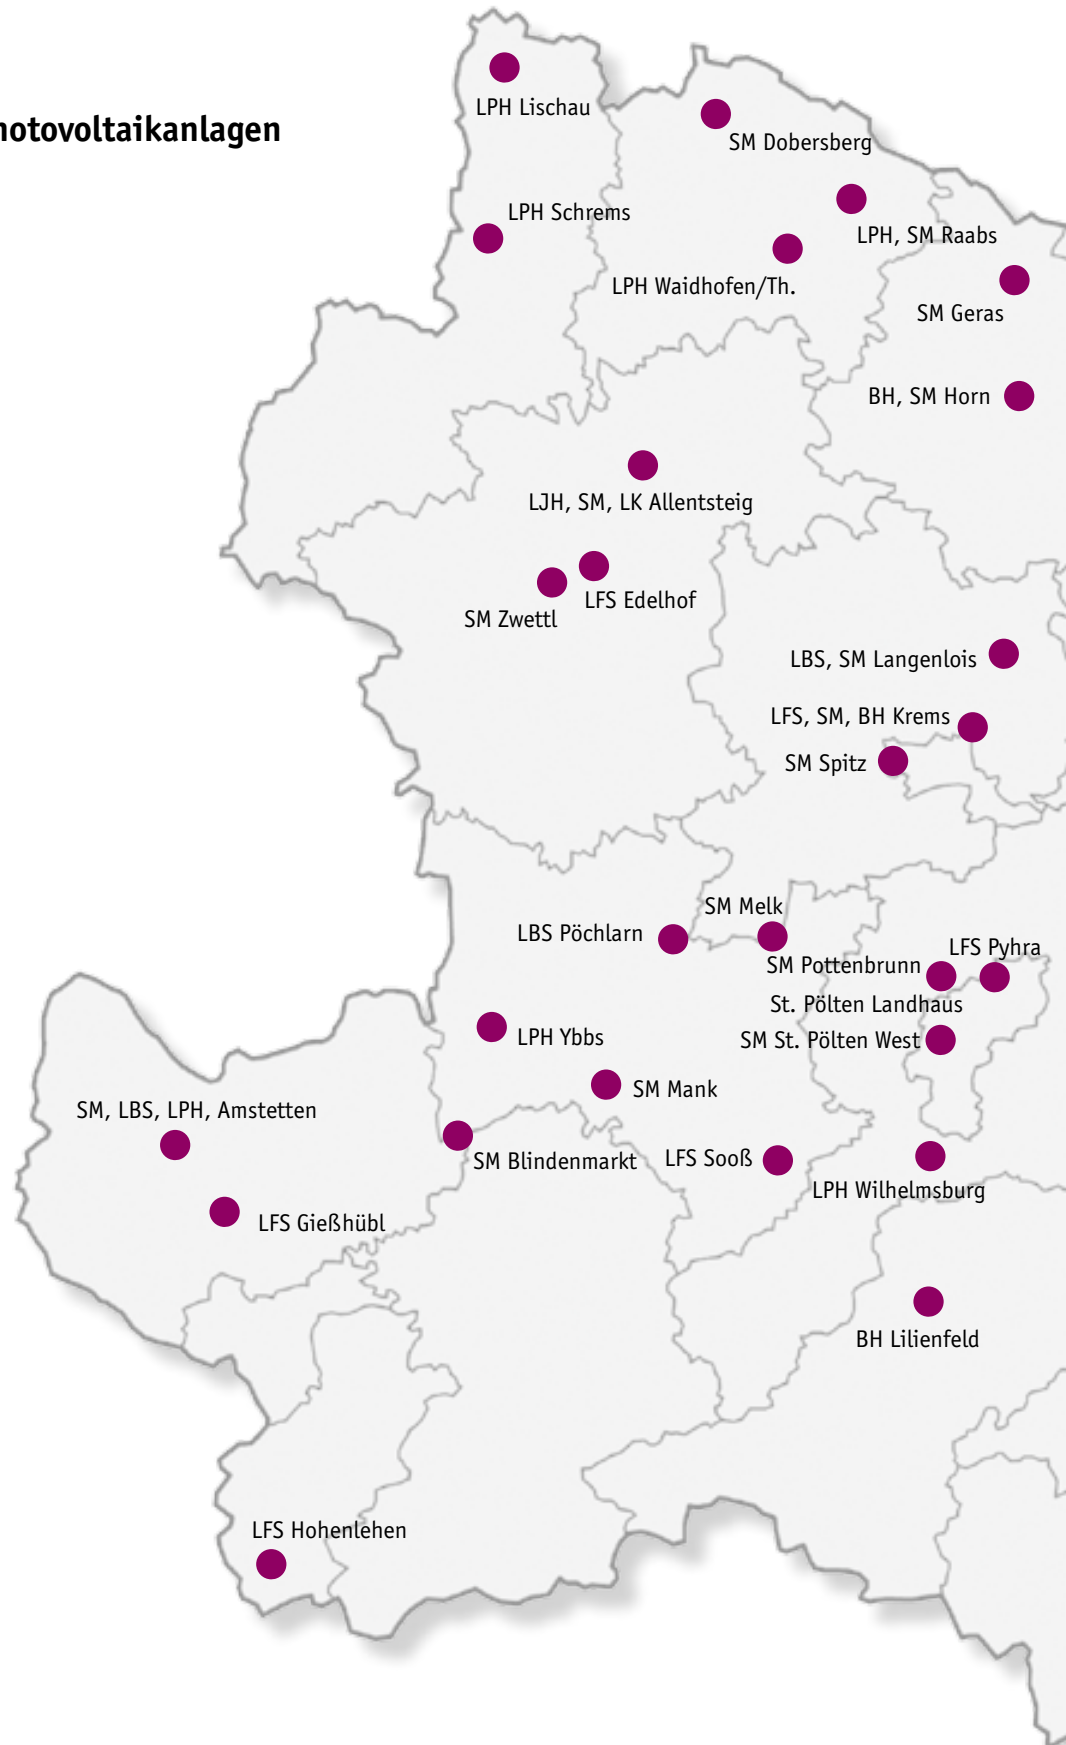 hotovoltaikanlagen
LPH Lischau
SM Dobersberg
LPH Schrems
LPH, SM Raabs
LPH Waidhofen/Th.
SM Geras
BH, SM Horn
LJH, SM, LK Allentsteig
LFS Edelhof
SM Zwettl
LBS, SM Langenlois
LFS, SM, BH Krems
SM Spitz
SM Melk
LBS Pöchlarn
LFS Pyhra
SM Pottenbrunn
St. Pölten Landhaus
LPH Ybbs
SM St. Pölten West
SM Mank
SM, LBS, LPH, Amstetten
SM Blindenmarkt
LFS Sooß
LPH Wilhelmsburg
LFS Gießhübl
BH Lilienfeld
LFS Hohenlehen